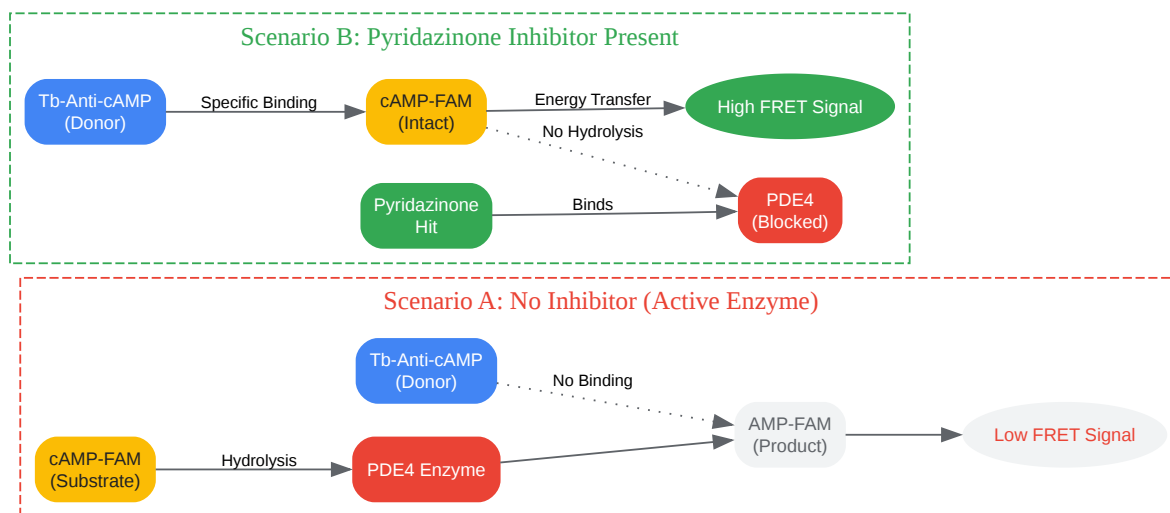 Scenario B: Pyridazinone Inhibitor Present
Tb-Anti-cAMP
(Donor)
Specific Binding
cAMP-FAM
(Intact)
Energy Transfer
High FRET Signal
No Hydrolysis
Pyridazinone
Hit
Binds
PDE4
(Blocked)
Scenario A: No Inhibitor (Active Enzyme)
Tb-Anti-cAMP
(Donor)
No Binding
AMP-FAM
(Product)
Low FRET Signal
cAMP-FAM
(Substrate)
Hydrolysis
PDE4 Enzyme